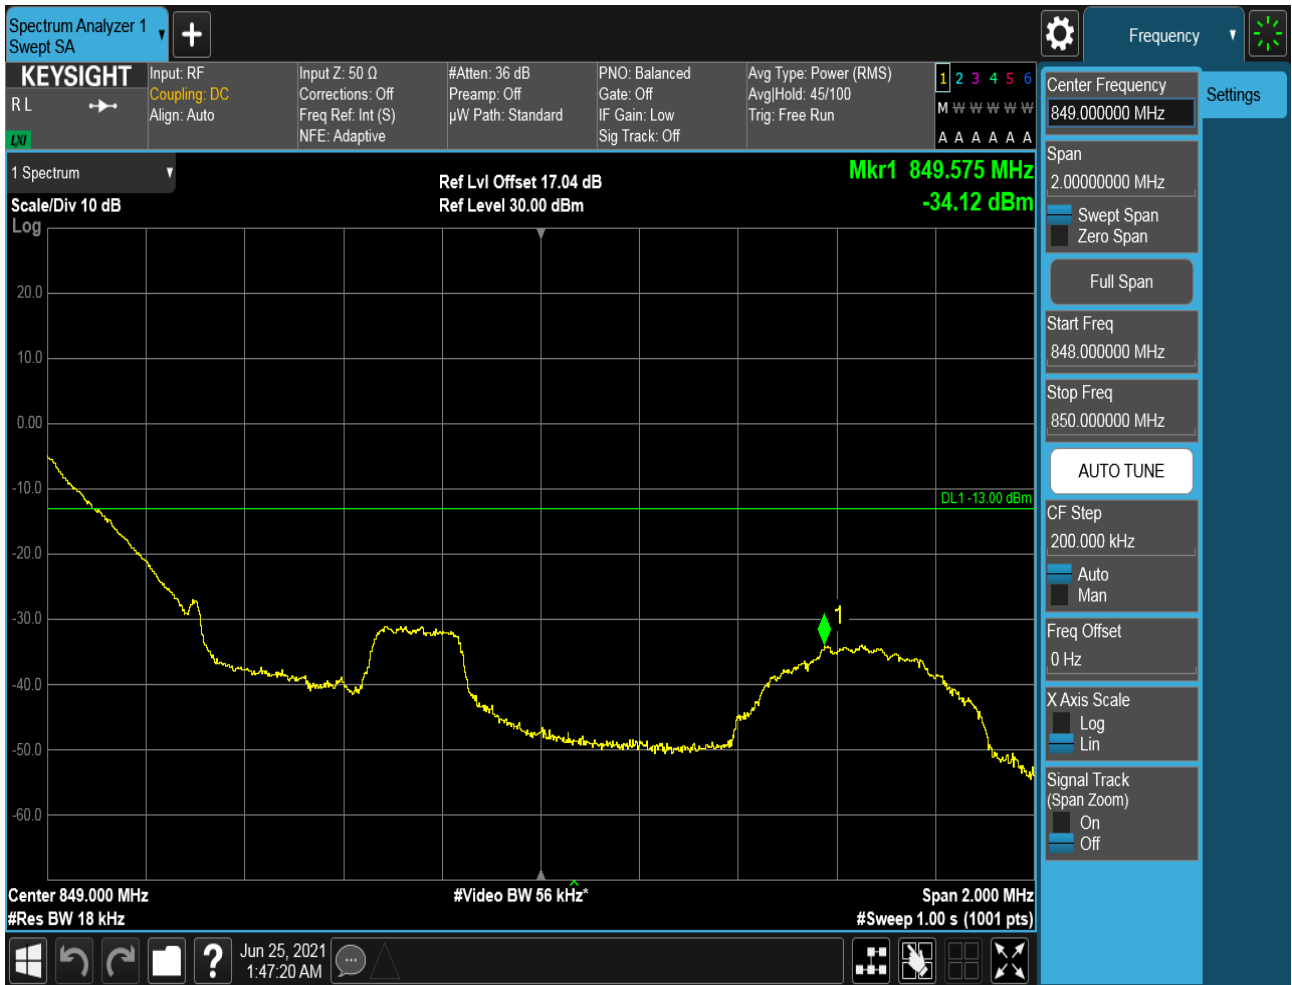 Spectrum Analyzer 1
Swept SA
Frequency
KEYSIGHT
R L
LXI
Input: RF
Coupling: DC
Align: Auto
Input Z: 50 Ω
Corrections: Off
Freq Ref: Int (S)
NFE: Adaptive
#Atten: 36 dB
Preamp: Off
µW Path: Standard
PNO: Balanced
Gate: Off
IF Gain: Low
Sig Track: Off
Avg Type: Power (RMS)
Avg|Hold: 45/100
Trig: Free Run
1 2 3 4 5 6
M W W W W W
A A A A A A
1 Spectrum
Scale/Div 10 dB
Log
Ref Lvl Offset 17.04 dB
Ref Level 30.00 dBm
Mkr1 849.575 MHz
-34.12 dBm
20.0
10.0
0.00
-10.0
DL1 -13.00 dBm
-20.0
-30.0
1
-40.0
-50.0
-60.0
Center 849.000 MHz
#Video BW 56 kHz*
Span 2.000 MHz
#Res BW 18 kHz
#Sweep 1.00 s (1001 pts)
Jun 25, 2021
1:47:20 AM
Center Frequency
849.000000 MHz
Settings
Span
2.00000000 MHz
Swept Span
Zero Span
Full Span
Start Freq
848.000000 MHz
Stop Freq
850.000000 MHz
AUTO TUNE
CF Step
200.000 kHz
Auto
Man
Freq Offset
0 Hz
X Axis Scale
Log
Lin
Signal Track
(Span Zoom)
On
Off